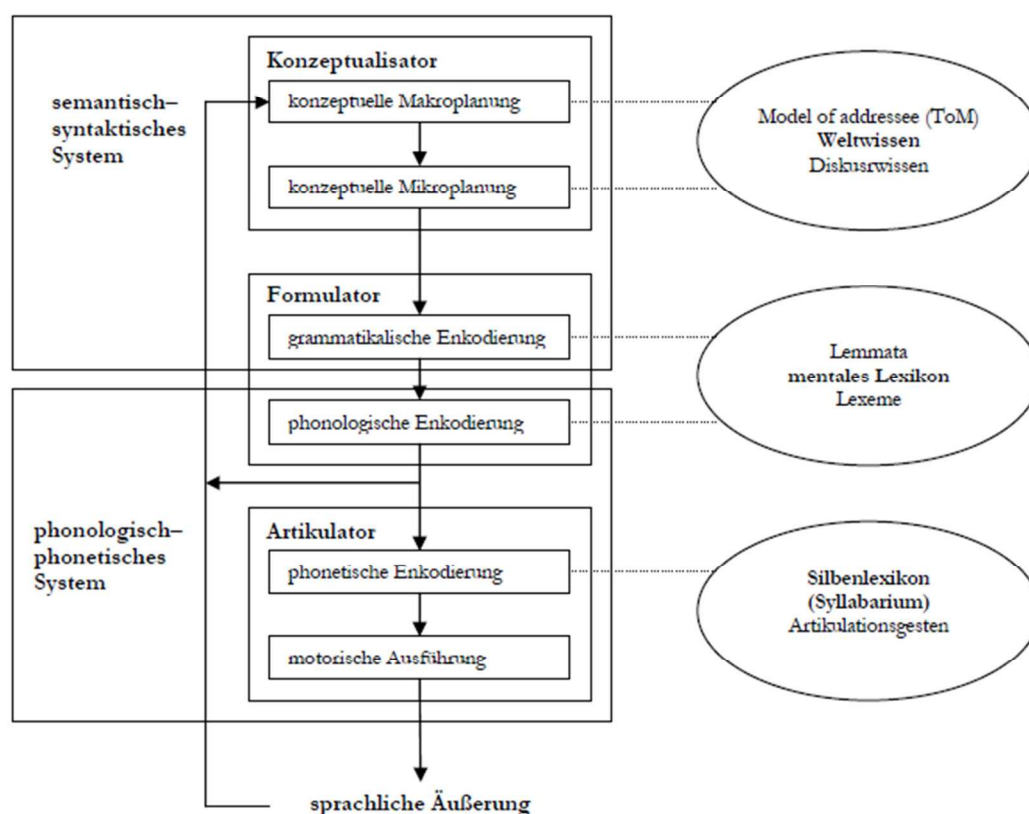 Konzeptualisator
semantisch–
syntaktisches
System
konzeptuelle Makroplanung
konzeptuelle Mikroplanung
Model of addressee (ToM)
Weltwissen
Diskusrwissen
Formulator
grammatikalische Enkodierung
phonologische Enkodierung
Lemmata
mentales Lexikon
Lexeme
phonologisch–
phonetisches
System
Artikulator
phonetische Enkodierung
motorische Ausführung
Silbenlexikon
(Syllabarium)
Artikulationsgesten
sprachliche Äußerung